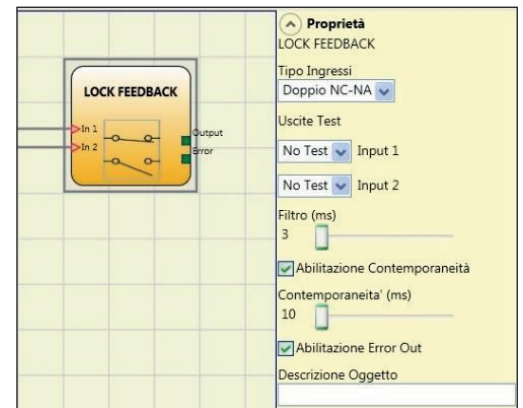 LOCK FEEDBACK
In 1
In 2
Output
Error
Proprietà
LOCK FEEDBACK
Tipo Ingressi
Doppio NC-NA
Uscite Test
No Test Input 1
No Test Input 2
Filtro (ms)
3
Abilitazione Contemporaneità
Contemporaneita' (ms)
10
Abilitazione Error Out
Descrizione Oggetto